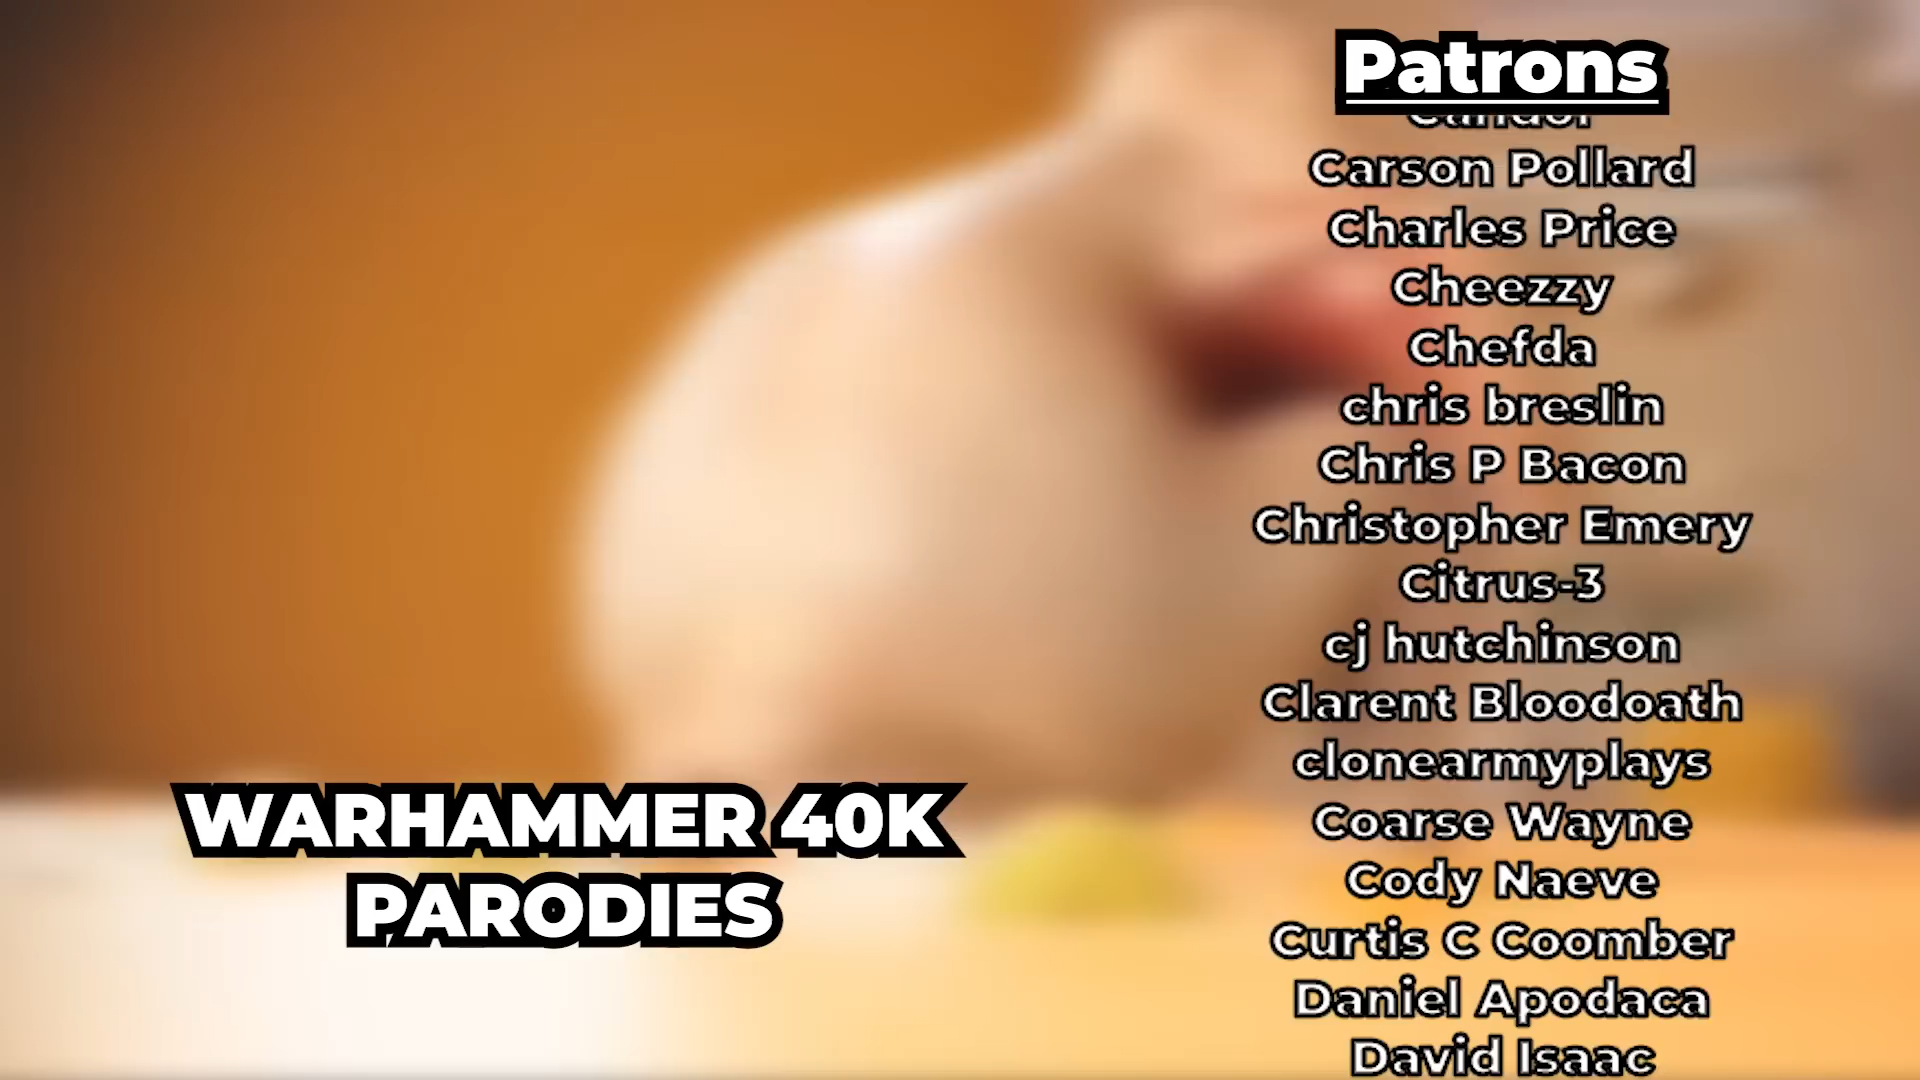 Patrons
Carson Pollard
Charles Price
Cheezzy
Chefda
chris breslin
Chris P Bacon
Christopher Emery
Citrus-3
cj hutchinson
Clarent Bloodoath
clonearmyplays
Coarse Wayne
Cody Naeve
Curtis C Coomber
Daniel Apodaca
David Isaac
WARHAMMER 40K
PARODIES